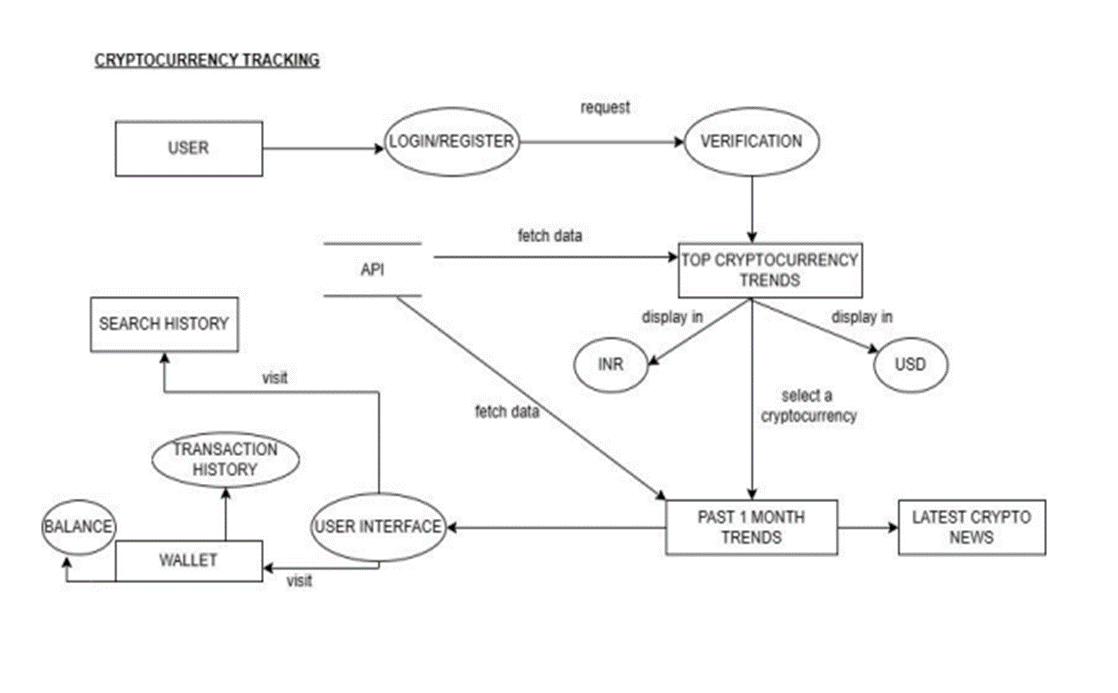 CRYPTOCURRENCY TRACKING
request
USER
LOGIN/REGISTER
VERIFICATION
fetch data
API
TOP CRYPTOCURRENCY
TRENDS
SEARCH HISTORY
display in
display in
INR
USD
visit
select a
cryptocurrency
fetch data
TRANSACTION
HISTORY
BALANCE
USER INTERFACE
PAST 1 MONTH
TRENDS
LATEST CRYPTO
NEWS
WALLET
visit